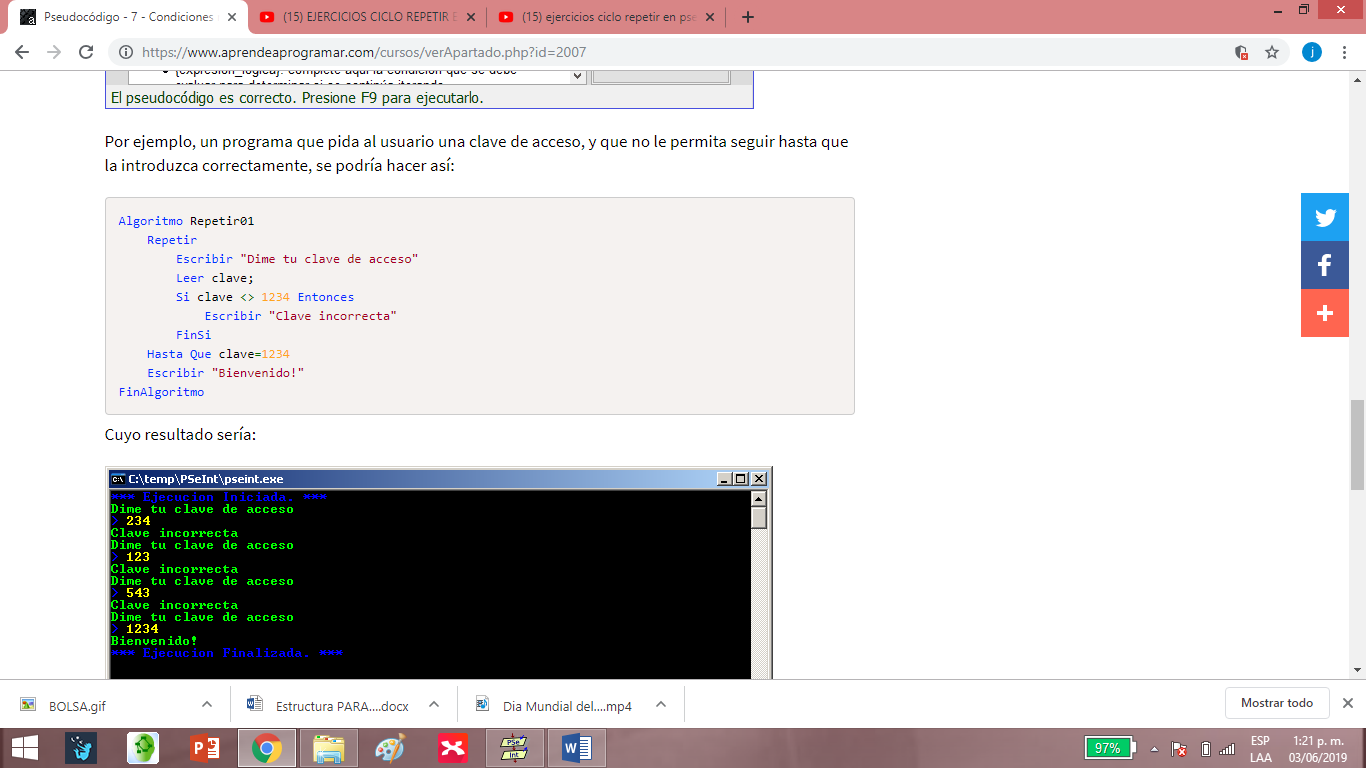 Pseudocódigo - 7 - Condiciones
(15) EJERCICIOS CICLO REPETIR E
(15) ejercicios ciclo repetir en pse
https://www.aprendeaprogramar.com/cursos/verApartado.php?id=2007
El pseudocódigo es correcto. Presione F9 para ejecutarlo.
Por ejemplo, un programa que pida al usuario una clave de acceso, y que no le permita seguir hasta que
la introduzca correctamente, se podría hacer así:
Algoritmo Repetir01
Repetir
Escribir "Dime tu clave de acceso"
Leer clave;
Si clave <> 1234 Entonces
Escribir "Clave incorrecta"
FinSi
Hasta Que clave=1234
Escribir "Bienvenido!"
FinAlgoritmo
Cuyo resultado sería:
C:\temp\PSeInt\pseint.exe
*** Ejecucion Iniciada. ***
Dime tu clave de acceso
> 234
Clave incorrecta
Dime tu clave de acceso
> 123
Clave incorrecta
Dime tu clave de acceso
> 543
Clave incorrecta
Dime tu clave de acceso
> 1234
Bienvenido!
*** Ejecucion Finalizada. ***
BOLSA.gif
Estructura PARA....docx
Dia Mundial del....mp4
Mostrar todo
97%
ESP
LAA
1:21 p. m.
03/06/2019